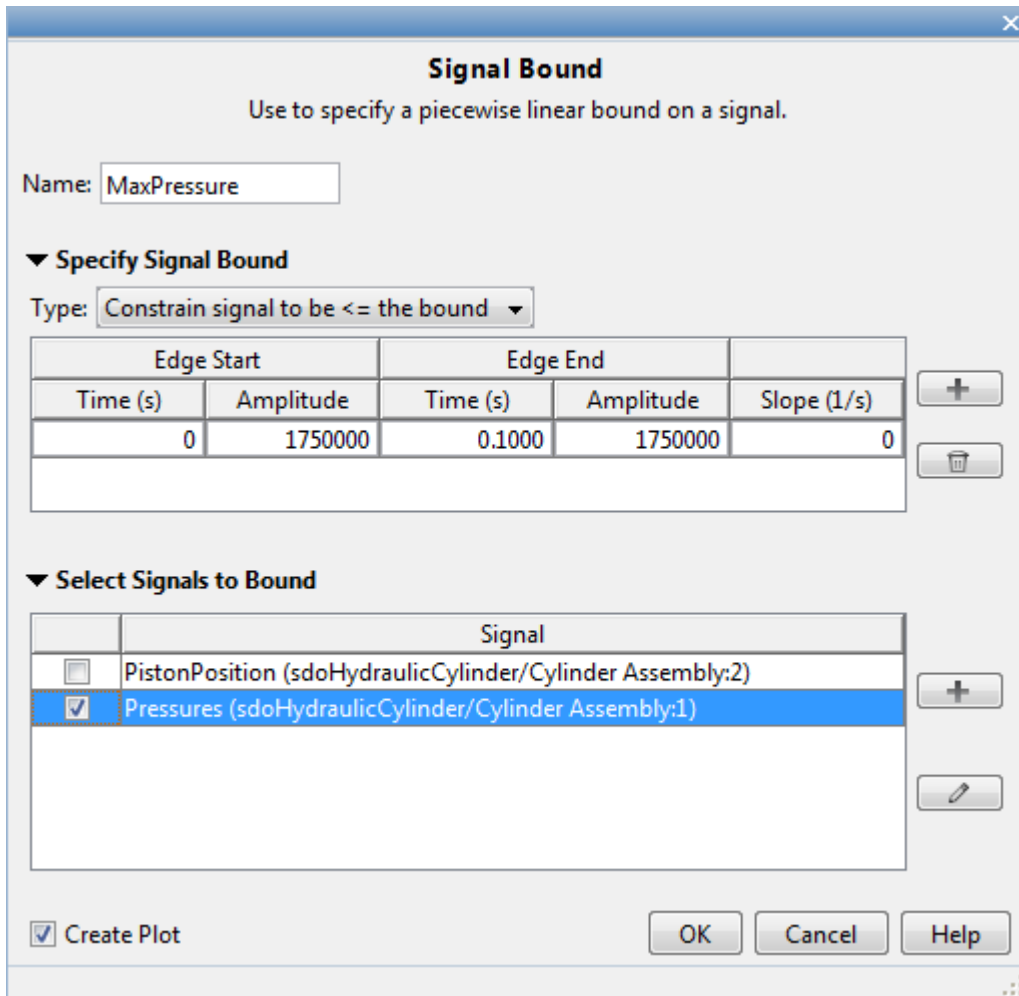 Signal Bound
Use to specify a piecewise linear bound on a signal.
Name: MaxPressure
Specify Signal Bound
Type: Constrain signal to be <= the bound
Edge Start Edge End
Time (s) Amplitude Time (s) Amplitude Slope (1/s)
0 1750000 0.1000 1750000 0
Select Signals to Bound
Signal
PistonPosition (sdoHydraulicCylinder/Cylinder Assembly:2)
Pressures (sdoHydraulicCylinder/Cylinder Assembly:1)
Create Plot OK Cancel Help